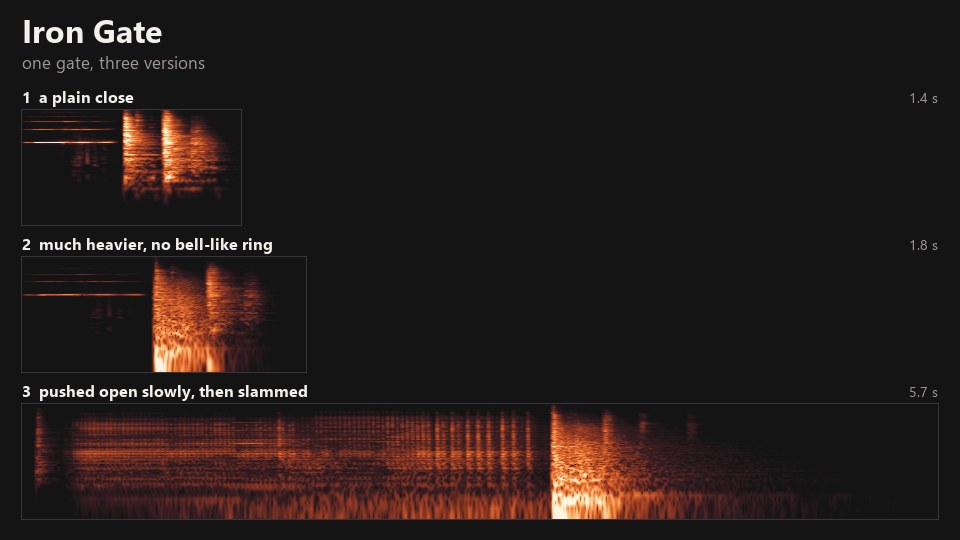 Iron Gate
one gate, three versions
1 a plain close 1.4 s
2 much heavier, no bell-like ring 1.8 s
3 pushed open slowly, then slammed 5.7 s